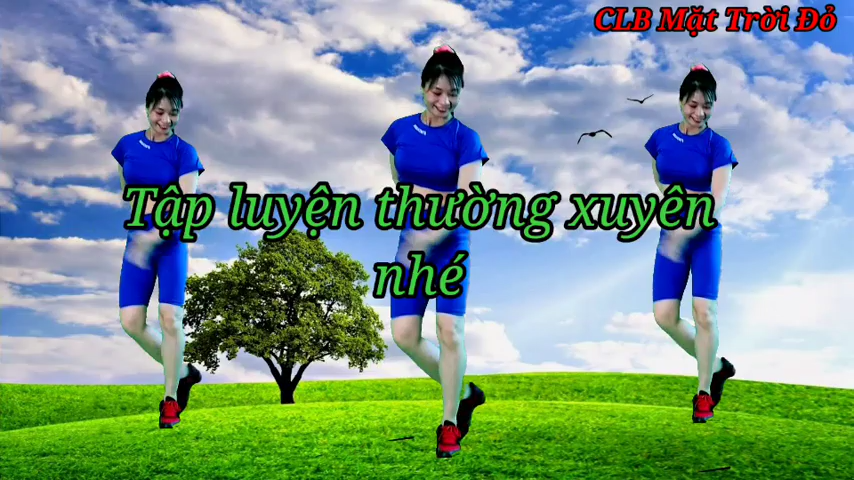 CLB Mặt Trời Đỏ
Tập luyện thường xuyên
nhé